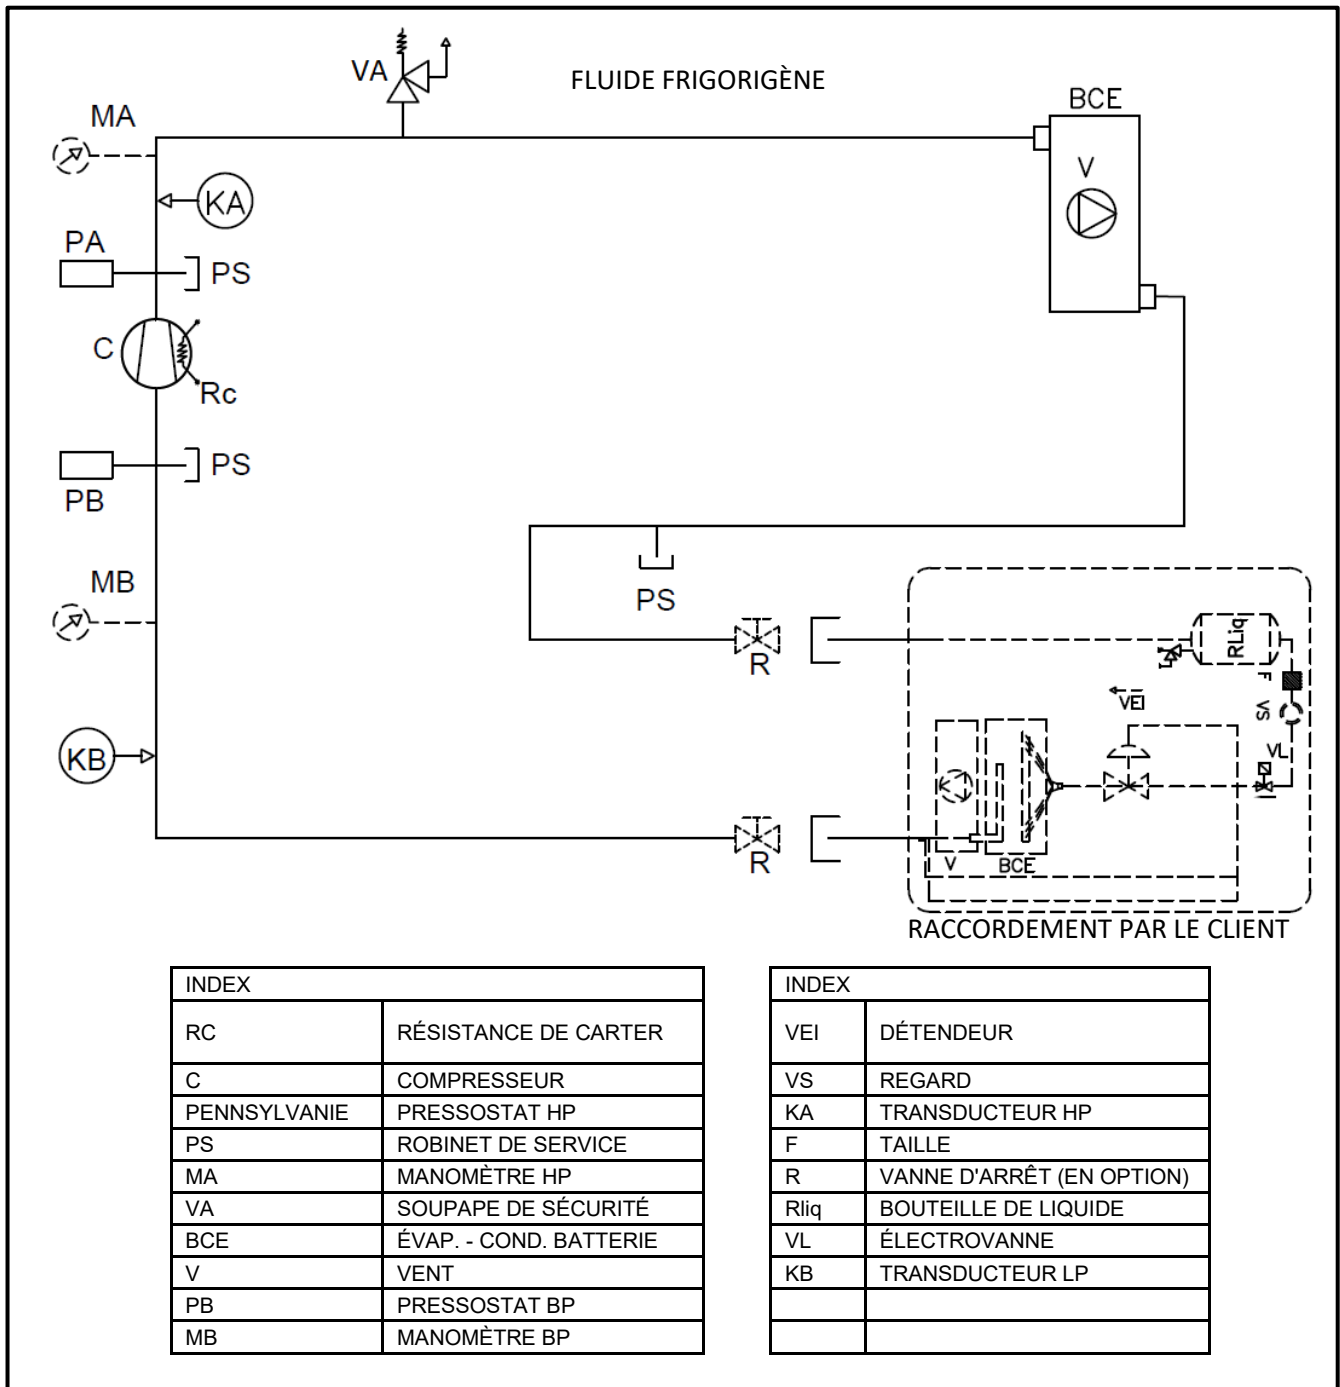 VA
FLUIDE FRIGORIGÈNE
BCE
MA
V
KA
PA
PS
C
Rc
PS
PB
MB
PS
R
RLiq
F
VEI
VS
VL
KB
R
V
BCE
RACCORDEMENT PAR LE CLIENT
INDEX
RC RÉSISTANCE DE CARTER
C COMPRESSEUR
PENNSYLVANIE PRESSOSTAT HP
PS ROBINET DE SERVICE
MA MANOMÈTRE HP
VA SOUPAPE DE SÉCURITÉ
BCE ÉVAP. - COND. BATTERIE
V VENT
PB PRESSOSTAT BP
MB MANOMÈTRE BP
INDEX
VEI DÉTENDEUR
VS REGARD
KA TRANSDUCTEUR HP
F TAILLE
R VANNE D'ARRÊT (EN OPTION)
Rliq BOUTEILLE DE LIQUIDE
VL ÉLECTROVANNE
KB TRANSDUCTEUR LP